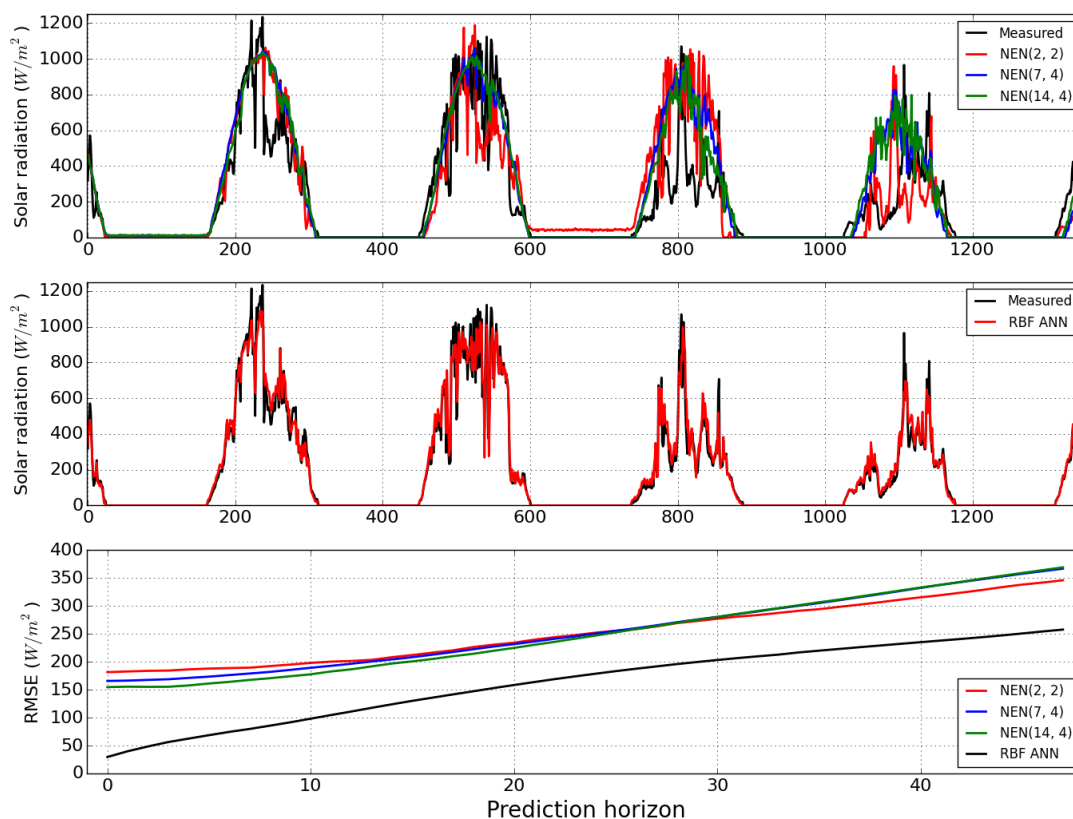 Solar radiation (W/m²)
1200
1000
800
600
400
200
0
Measured
NEN(2, 2)
NEN(7, 4)
NEN(14, 4)
0 200 400 600 800 1000 1200
Solar radiation (W/m²)
1200
1000
800
600
400
200
0
Measured
RBF ANN
0 200 400 600 800 1000 1200
RMSE (W/m²)
400
350
300
250
200
150
100
50
0
NEN(2, 2)
NEN(7, 4)
NEN(14, 4)
RBF ANN
0 10 20 30 40
Prediction horizon